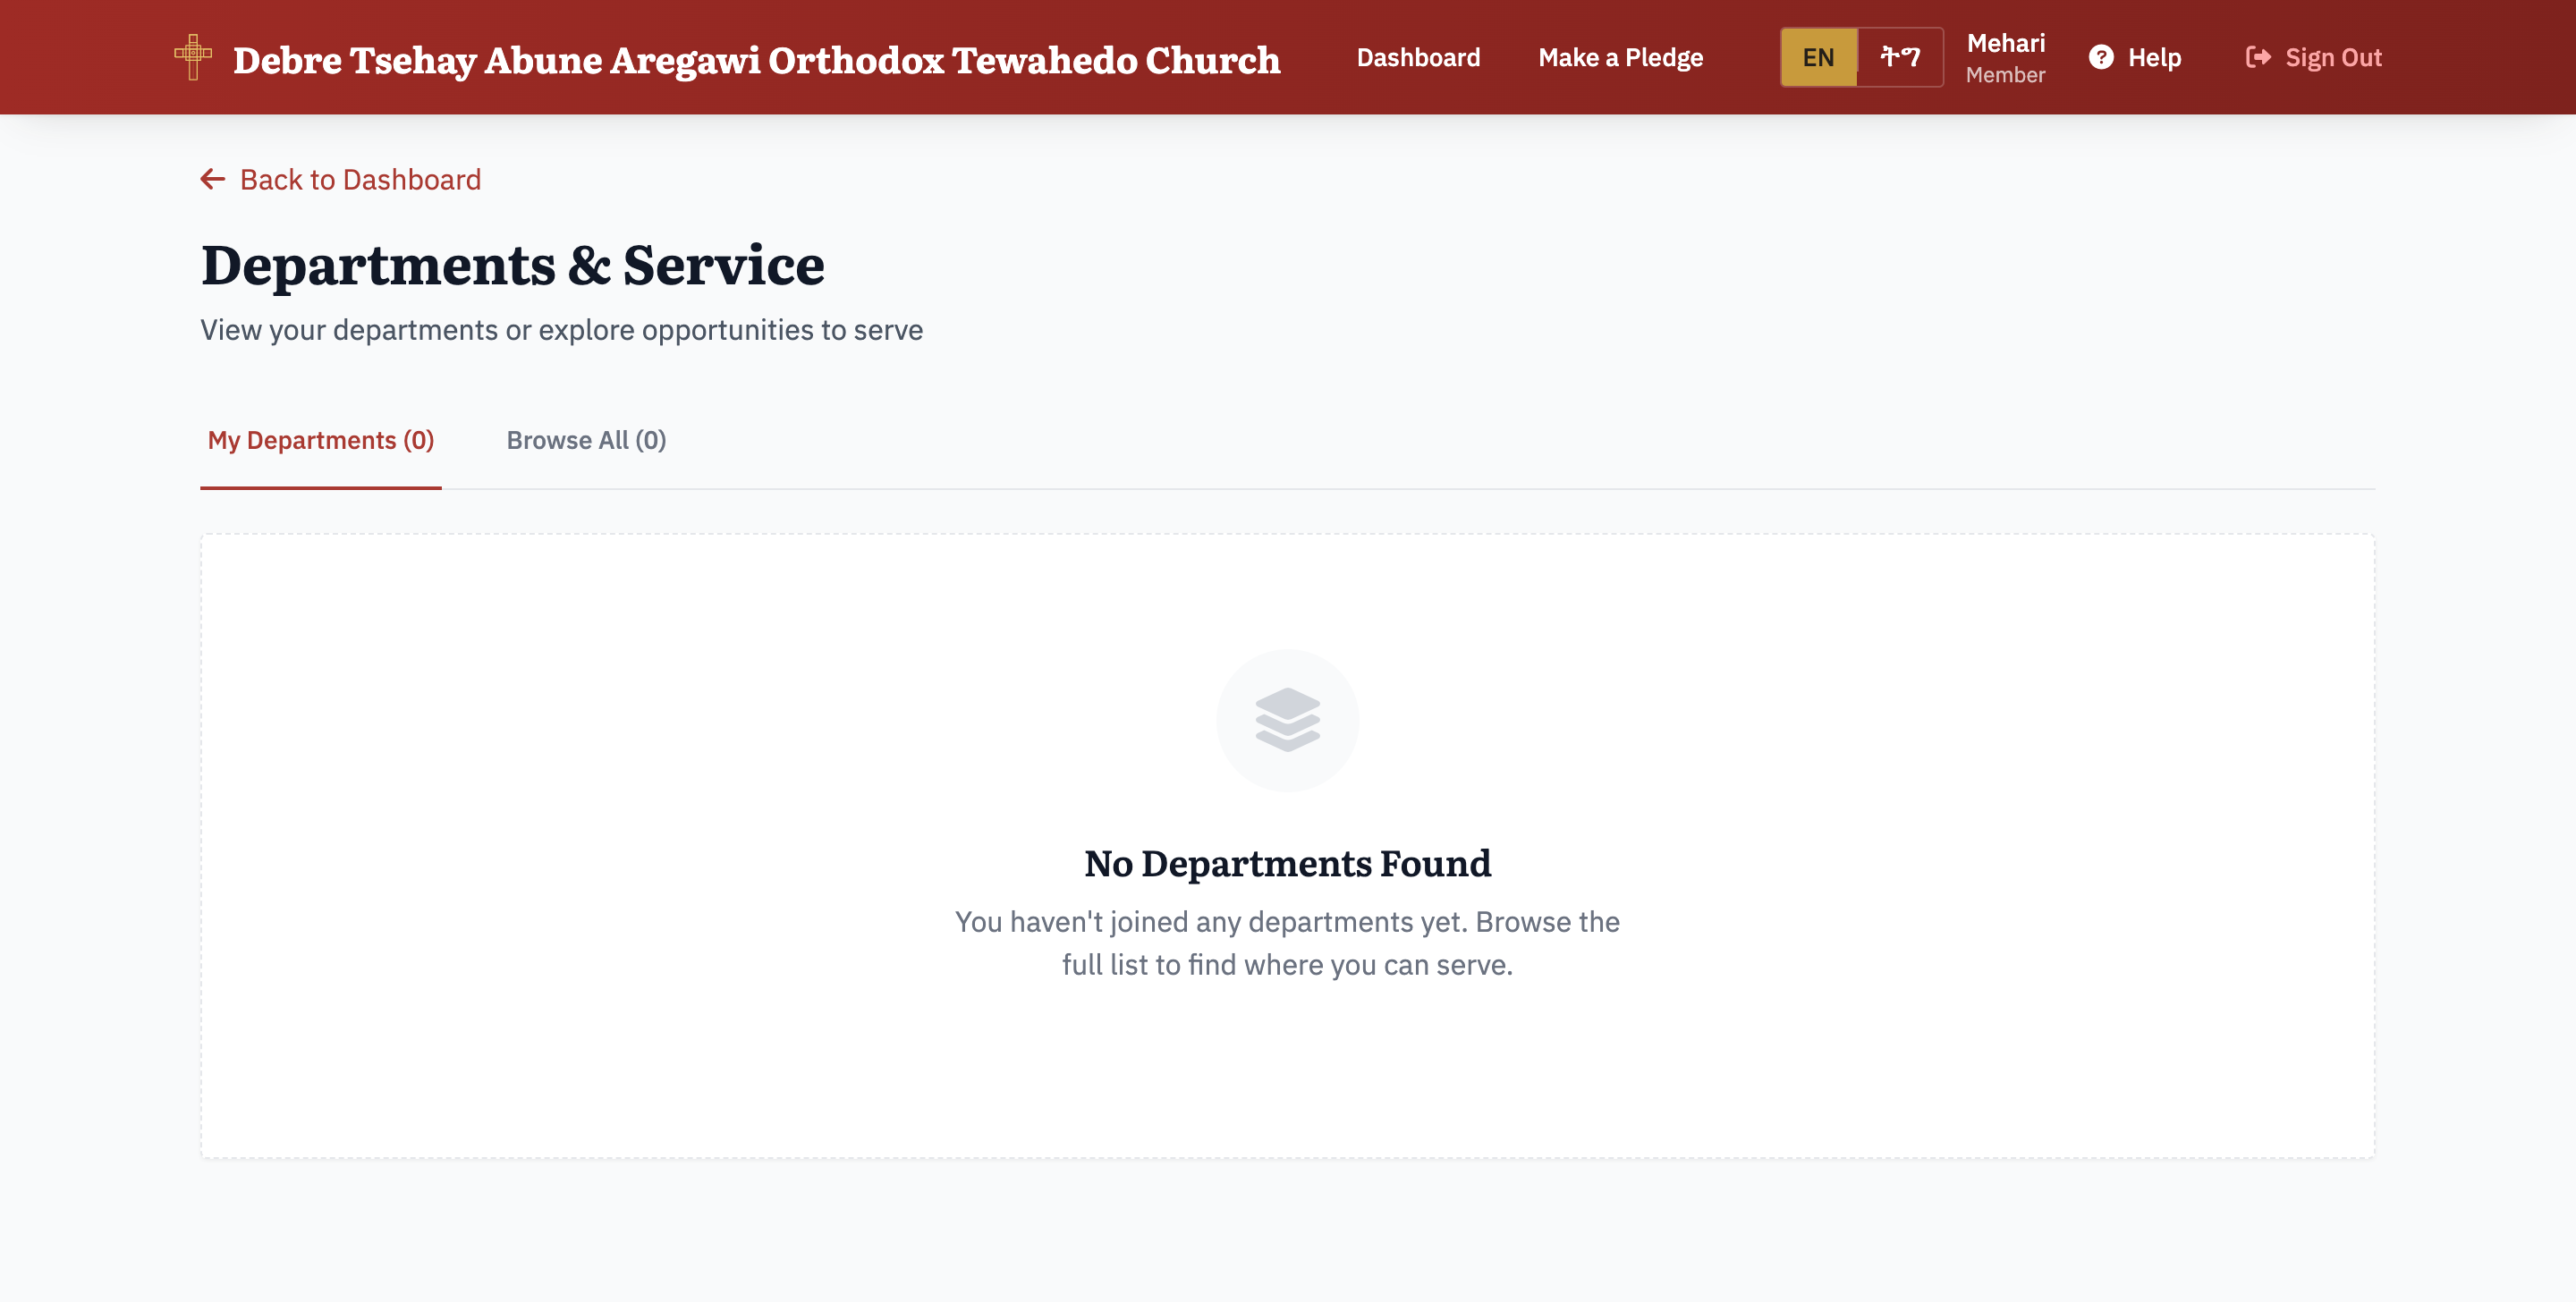 Debre Tsehay Abune Aregawi Orthodox Tewahedo Church
Dashboard
Make a Pledge
EN
ትግ
Mehari
Member
Help
Sign Out
Back to Dashboard
Departments & Service
View your departments or explore opportunities to serve
My Departments (0)
Browse All (0)
No Departments Found
You haven't joined any departments yet. Browse the
full list to find where you can serve.